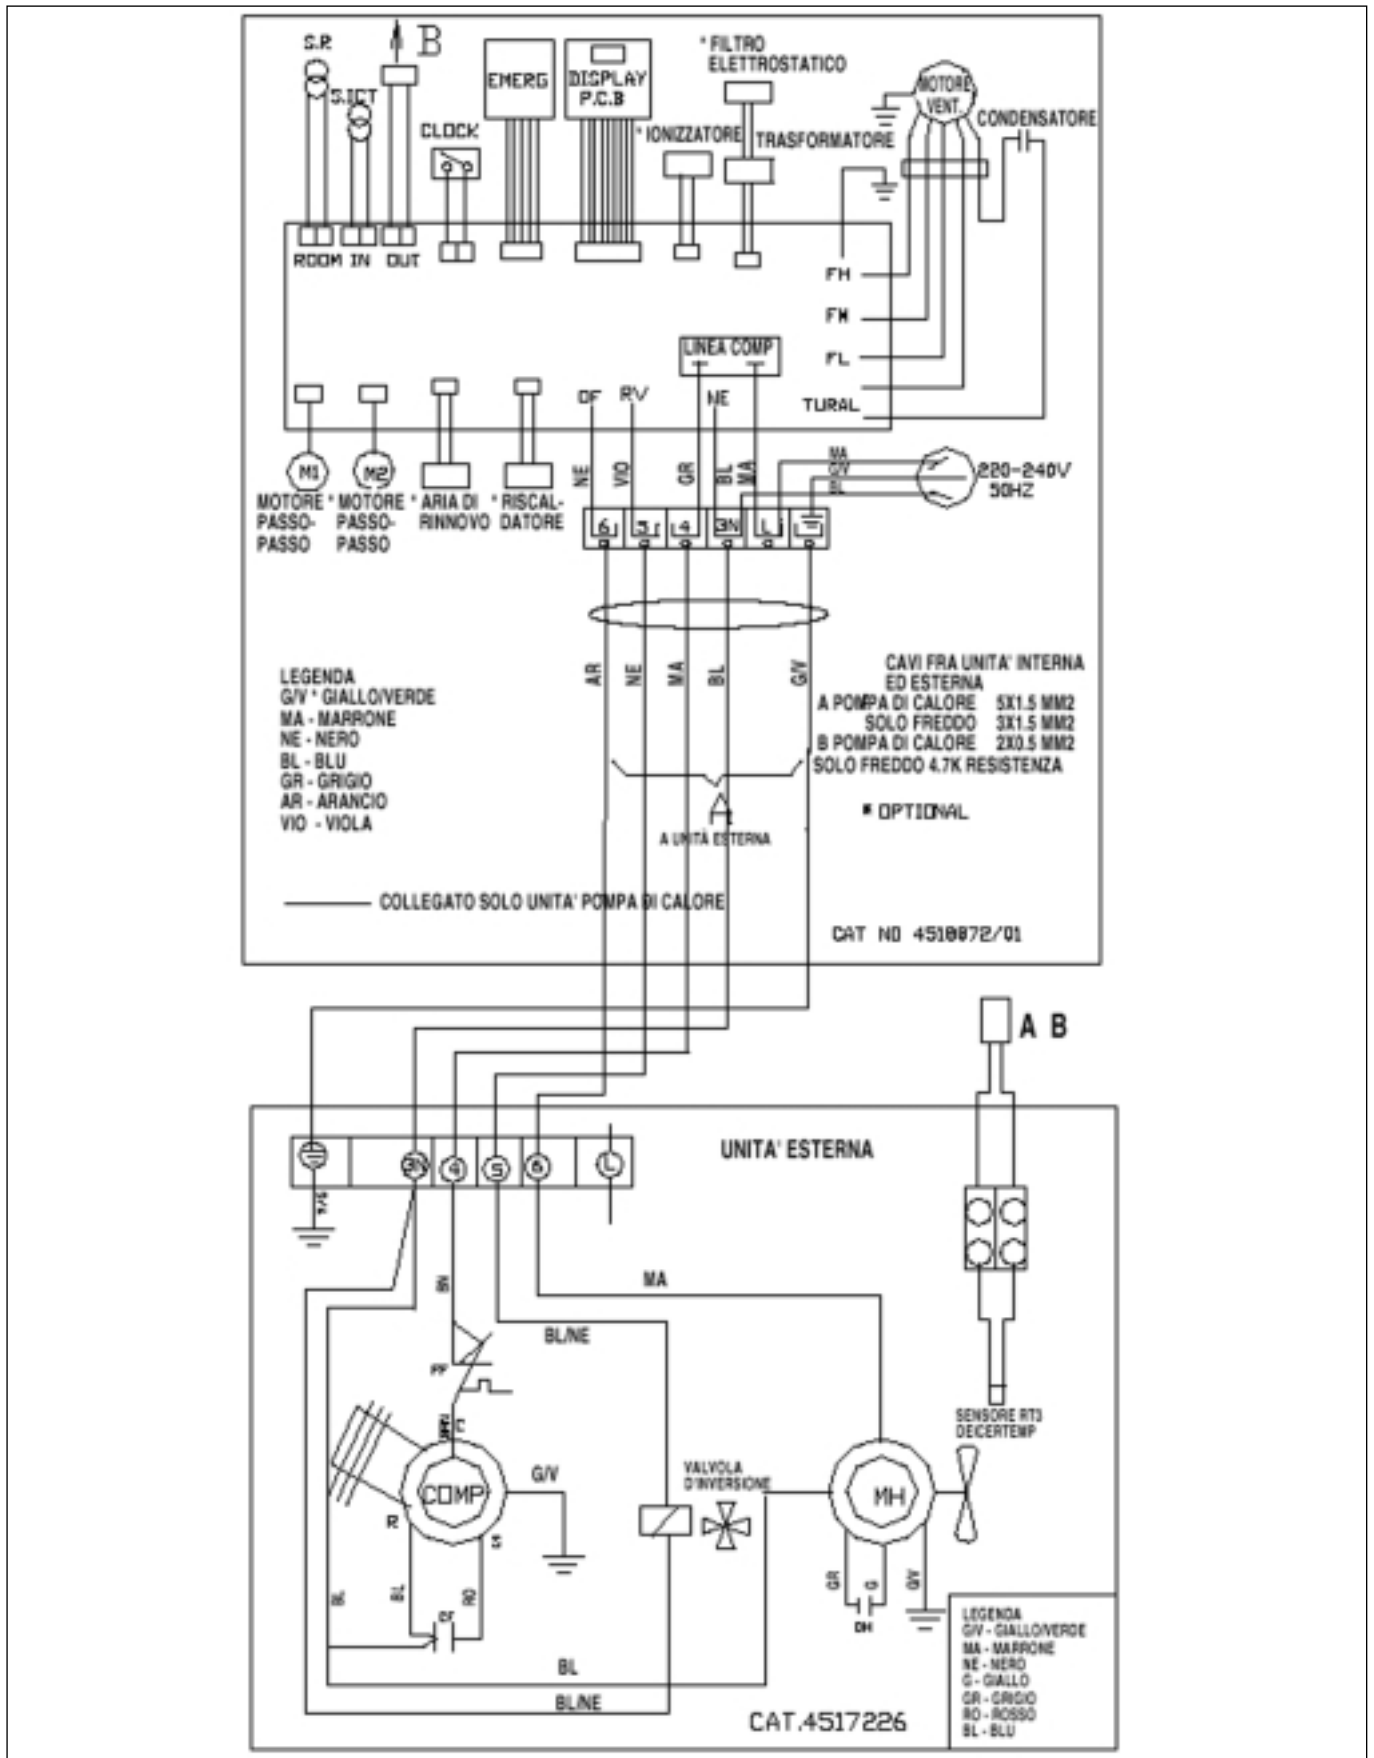 S.R
B
* FILTRO
ELETTROSTATICO
MOTORE
VENT.
EMERG
DISPLAY
P.C.B
CONDENSATORE
CLOCK
* IONIZZATORE
TRASFORMATORE
ROOM IN OUT
FH
FM
FL
TURAL
LINEA COMP
OF
RV
NE
M1
M2
MOTORE
PASSO-
PASSO
* MOTORE
PASSO-
PASSO
* ARIA DI
RINNOVO
* RISCAL-
DATORE
NE
VIO
GR
BL
MA
MA
G/V
BL
220-240V
50HZ
6
5
4
3N
L
AR
NE
MA
BL
G/V
LEGENDA
G/V * GIALLO/VERDE
MA - MARRONE
NE - NERO
BL - BLU
GR - GRIGIO
AR - ARANCIO
VIO - VIOLA
CAVI FRA UNITA' INTERNA
ED ESTERNA
A POMPA DI CALORE 5X1.5 MM2
SOLO FREDDO 3X1.5 MM2
B POMPA DI CALORE 2X0.5 MM2
SOLO FREDDO 4.7K RESISTENZA
* OPTIONAL
A UNITÀ ESTERNA
COLLEGATO SOLO UNITA' POMPA DI CALORE
A B
UNITA' ESTERNA
3N
4
5
6
L
BN
MA
BL/NE
SENSORE RT3
DEICERTEMP
COMP
R
G/V
VALVOLA
D'INVERSIONE
MH
BL
BL
RO
GR
G
G/V
BL
BL/NE
CAT.4517226
LEGENDA
G/V - GIALLO/VERDE
MA - MARRONE
NE - NERO
G - GIALLO
GR - GRIGIO
RO - ROSSO
BL - BLU